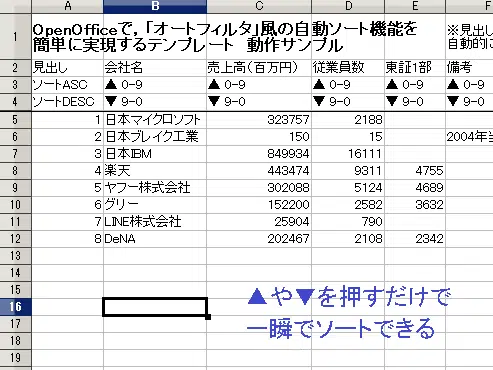 A B C D E F
1 OpenOfficeで,「オートフィルタ」風の自動ソート機能を ※見出し
簡単に実現するテンプレート 動作サンプル 自動的に
2 見出し 会社名 売上高(百万円) 従業員数 東証1部 備考
3 ソートASC ▲ 0-9 ▲ 0-9 ▲ 0-9 ▲ 0-9 ▲ 0-9
4 ソートDESC ▼ 9-0 ▼ 9-0 ▼ 9-0 ▼ 9-0 ▼ 9-0
5 1 日本マイクロソフト 323757 2188
6 2 日本ブレイク工業 150 15 2004年当
7 3 日本IBM 849934 16111
8 4 楽天 443474 9311 4755
9 5 ヤフー株式会社 302088 5124 4689
10 6 グリー 152200 2582 3632
11 7 LINE株式会社 25904 790
12 8 DeNA 202467 2108 2342
13
14
15 ▲や▼を押すだけで
16
17 一瞬でソートできる
18
19